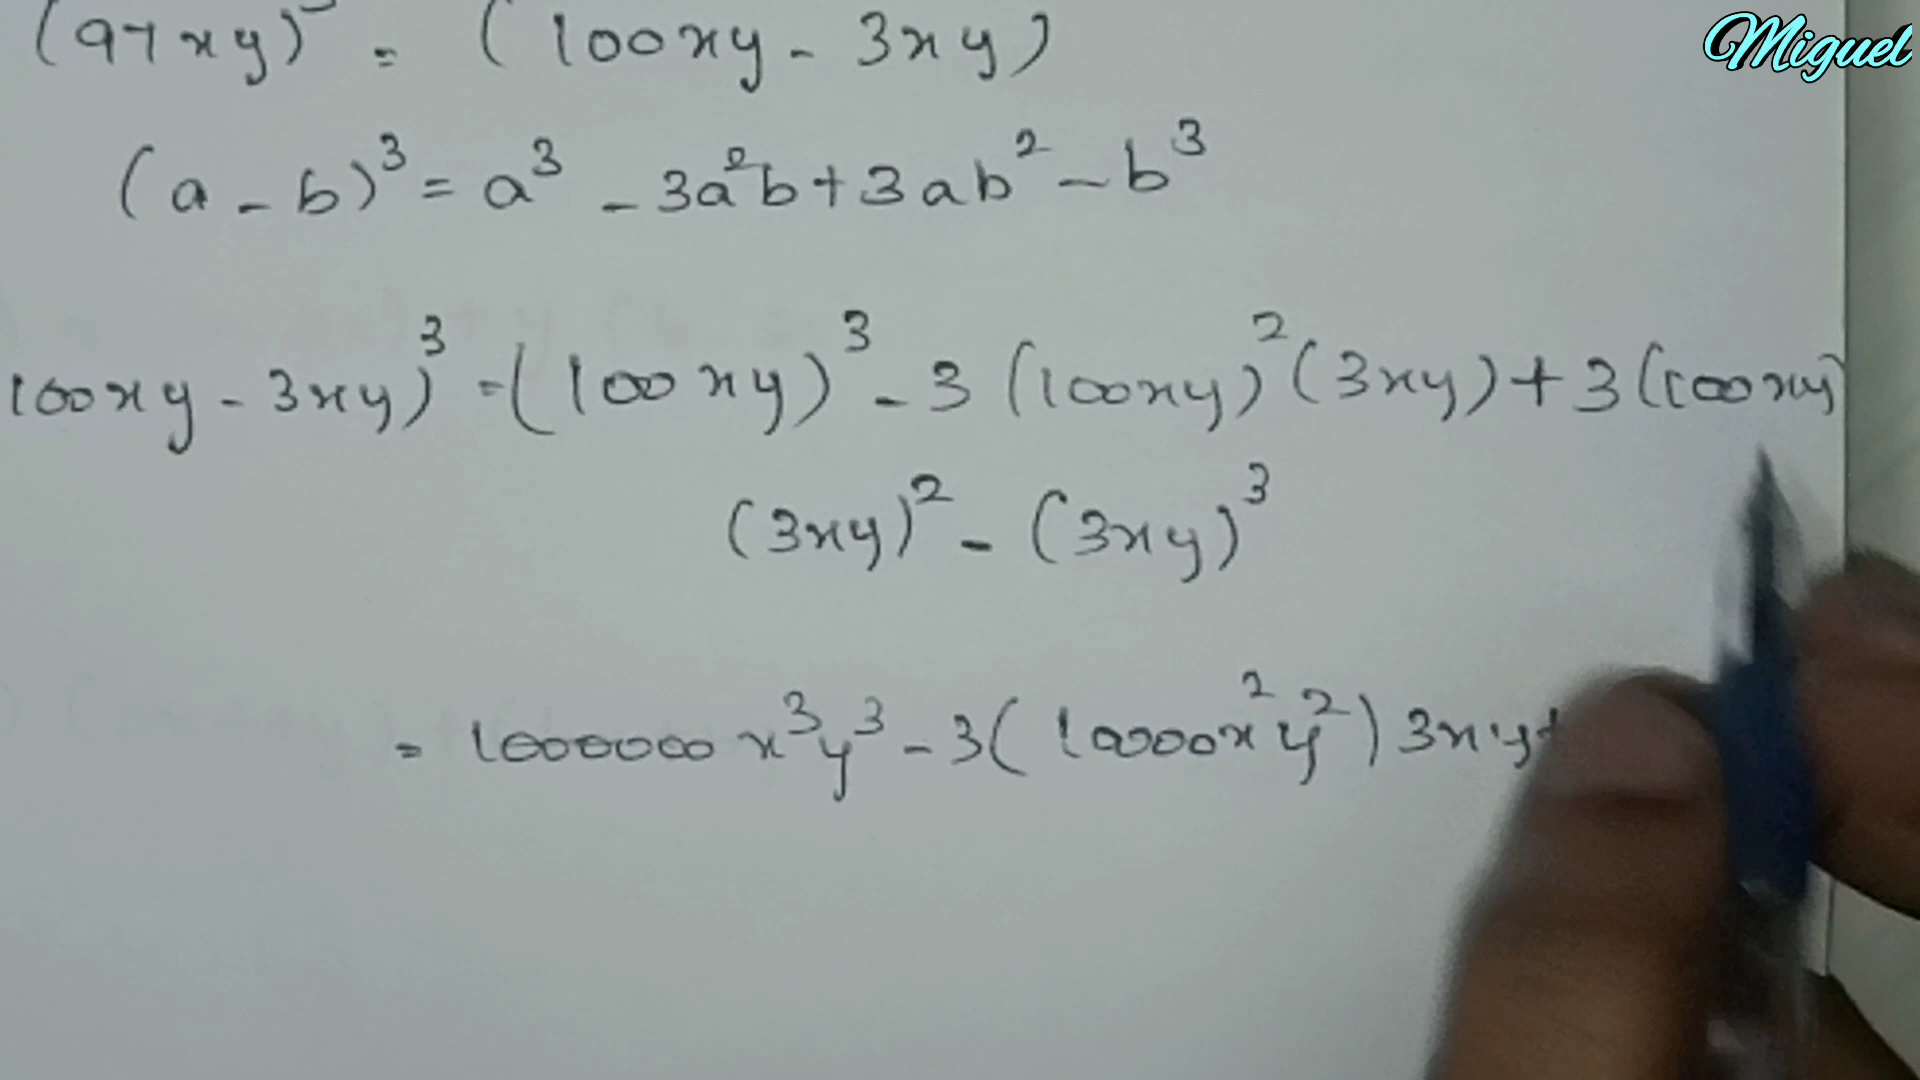 Miguel
(97xy)³ = (100xy - 3xy)
(a - b)³ = a³ - 3a²b + 3ab² - b³
100xy - 3xy)³ = (100xy)³ - 3(100xy)²(3xy) + 3(100xy)
(3xy)² - (3xy)³
= 1000000x³y³ - 3(10000x²y²)3xy+